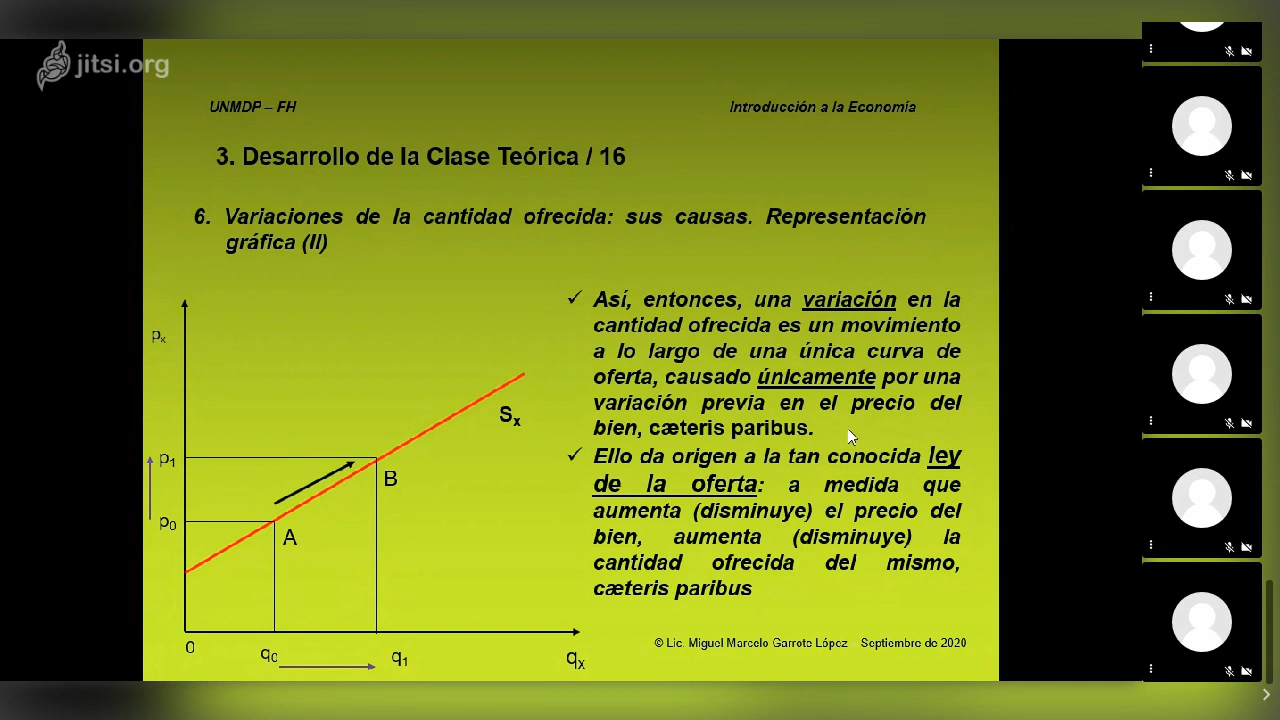 jitsi.org
UNMDP – FH
Introducción a la Economía
3. Desarrollo de la Clase Teórica / 16
6. Variaciones de la cantidad ofrecida: sus causas. Representación
gráfica (II)
✓ Así, entonces, una variación en la
cantidad ofrecida es un movimiento
a lo largo de una única curva de
oferta, causado únicamente por una
variación previa en el precio del
bien, cæteris paribus.
✓ Ello da origen a la tan conocida ley
de la oferta: a medida que
aumenta (disminuye) el precio del
bien, aumenta (disminuye) la
cantidad ofrecida del mismo,
cæteris paribus
px
Sx
p1
B
p0
A
0
q0
q1
qx
© Lic. Miguel Marcelo Garrote López Septiembre de 2020